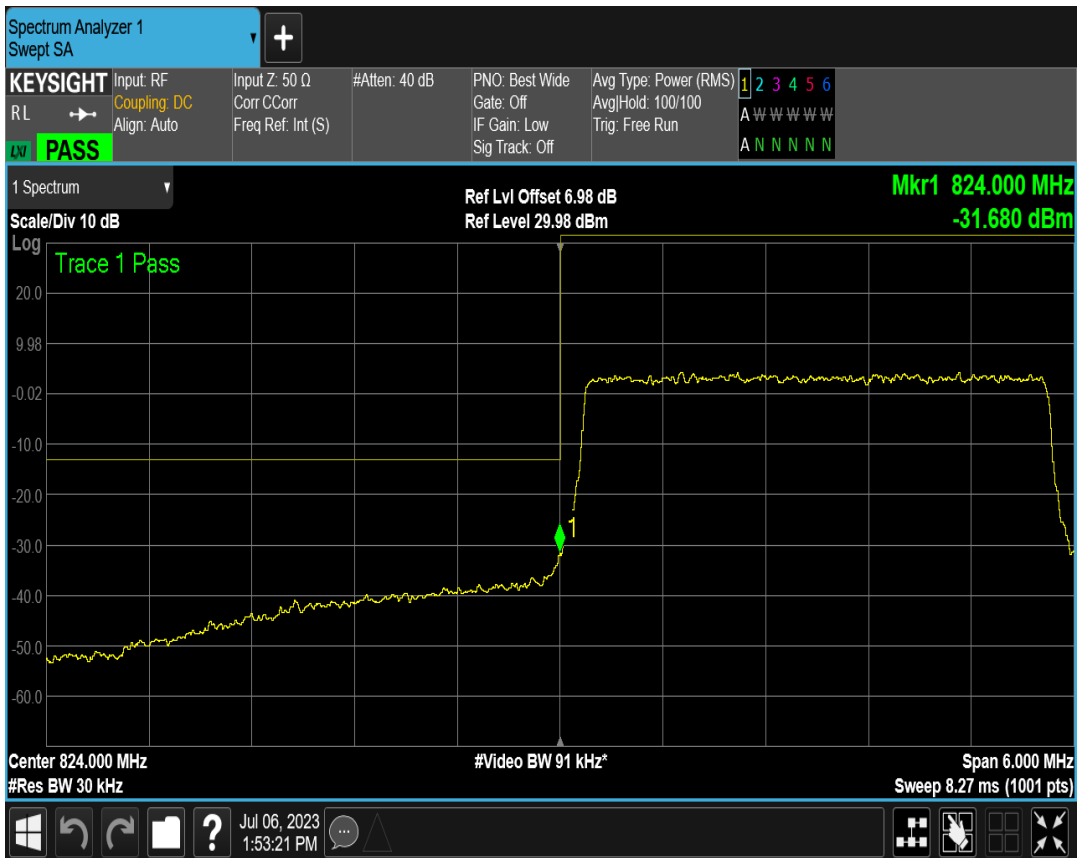 Spectrum Analyzer 1
Swept SA
KEYSIGHT
R L
LXI PASS
Input: RF
Coupling: DC
Align: Auto
Input Z: 50 Ω
Corr CCorr
Freq Ref: Int (S)
#Atten: 40 dB
PNO: Best Wide
Gate: Off
IF Gain: Low
Sig Track: Off
Avg Type: Power (RMS)
Avg|Hold: 100/100
Trig: Free Run
1 2 3 4 5 6
A W W W W W
A N N N N N
1 Spectrum
Scale/Div 10 dB
Ref Lvl Offset 6.98 dB
Ref Level 29.98 dBm
Mkr1 824.000 MHz
-31.680 dBm
Log
Trace 1 Pass
20.0
9.98
-0.02
-10.0
-20.0
1
-30.0
-40.0
-50.0
-60.0
Center 824.000 MHz
#Res BW 30 kHz
#Video BW 91 kHz*
Span 6.000 MHz
Sweep 8.27 ms (1001 pts)
?
Jul 06, 2023
1:53:21 PM